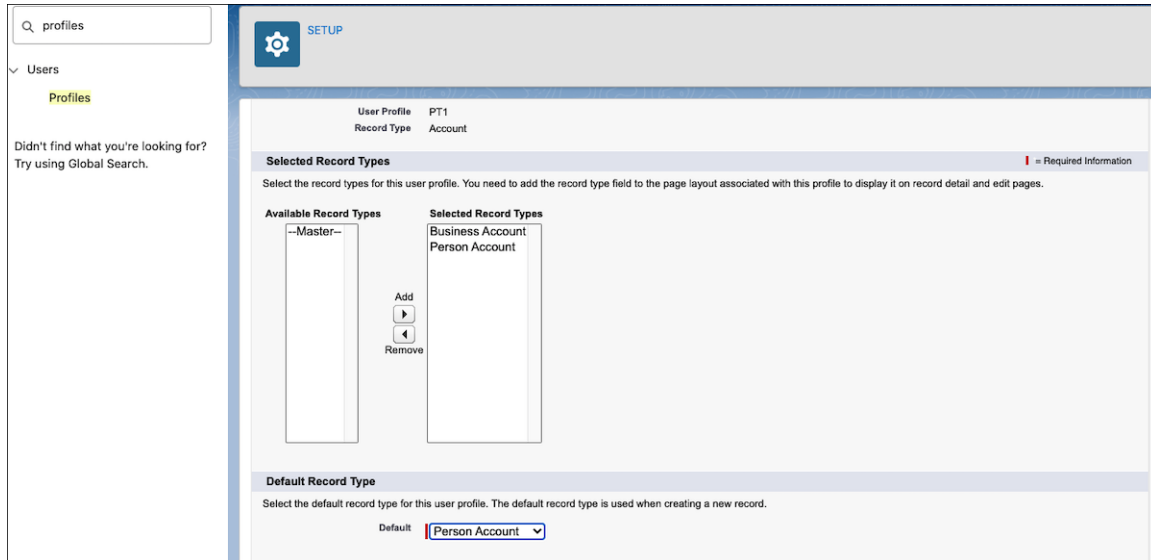 profiles
Users
Profiles
Didn't find what you're looking for?
Try using Global Search.
SETUP
User Profile PT1
Record Type Account
Selected Record Types
= Required Information
Select the record types for this user profile. You need to add the record type field to the page layout associated with this profile to display it on record detail and edit pages.
Available Record Types
Selected Record Types
--Master--
Business Account
Person Account
Add
Remove
Default Record Type
Select the default record type for this user profile. The default record type is used when creating a new record.
Default Person Account